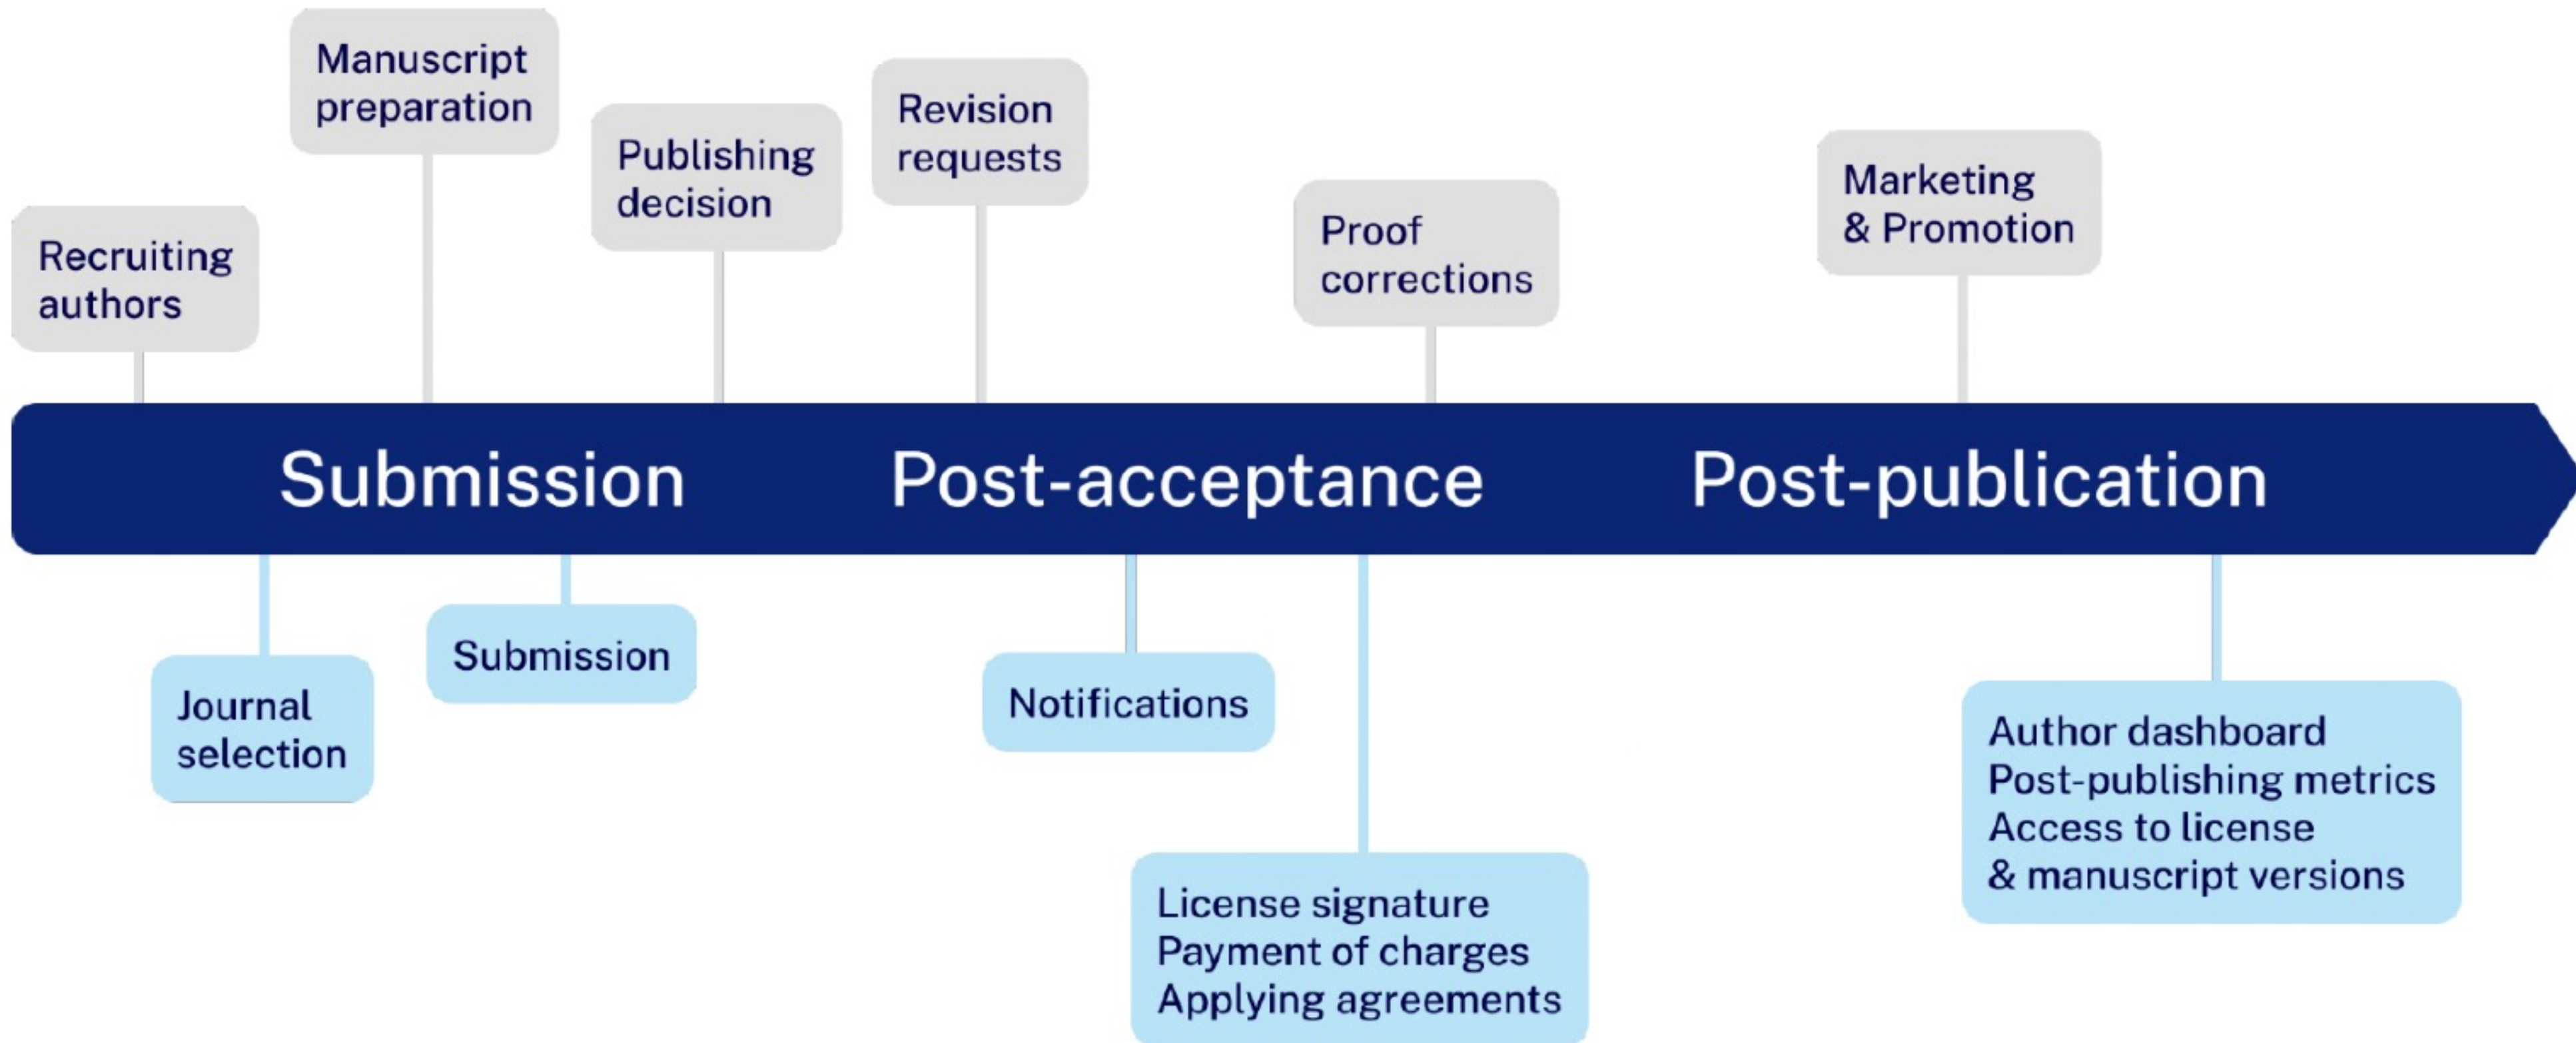 Manuscript
preparation
Revision
requests
Publishing
decision
Marketing
& Promotion
Proof
corrections
Recruiting
authors
Submission
Post-acceptance
Post-publication
Submission
Journal
selection
Notifications
Author dashboard
Post-publishing metrics
Access to license
& manuscript versions
License signature
Payment of charges
Applying agreements